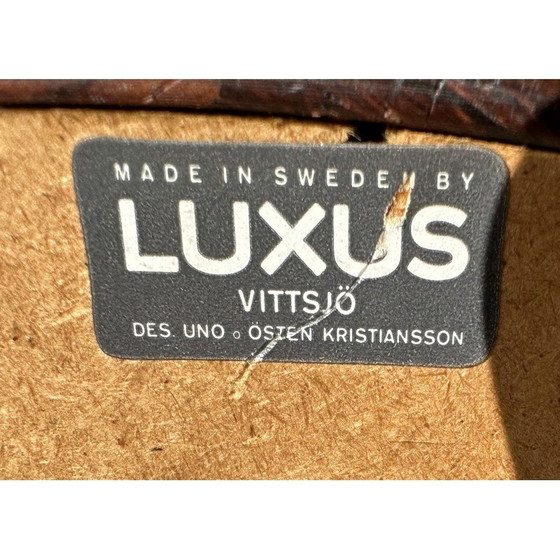 MADE IN SWEDEN BY
LUXUS
VITTSJÖ
DES. UNO o ÖSTEN KRISTIANSSON